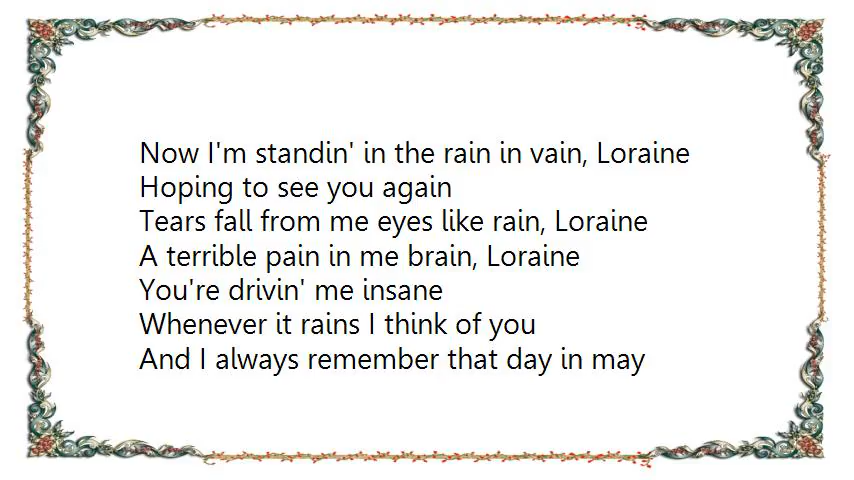 Now I'm standin' in the rain in vain, Loraine
Hoping to see you again
Tears fall from me eyes like rain, Loraine
A terrible pain in me brain, Loraine
You're drivin' me insane
Whenever it rains I think of you
And I always remember that day in may